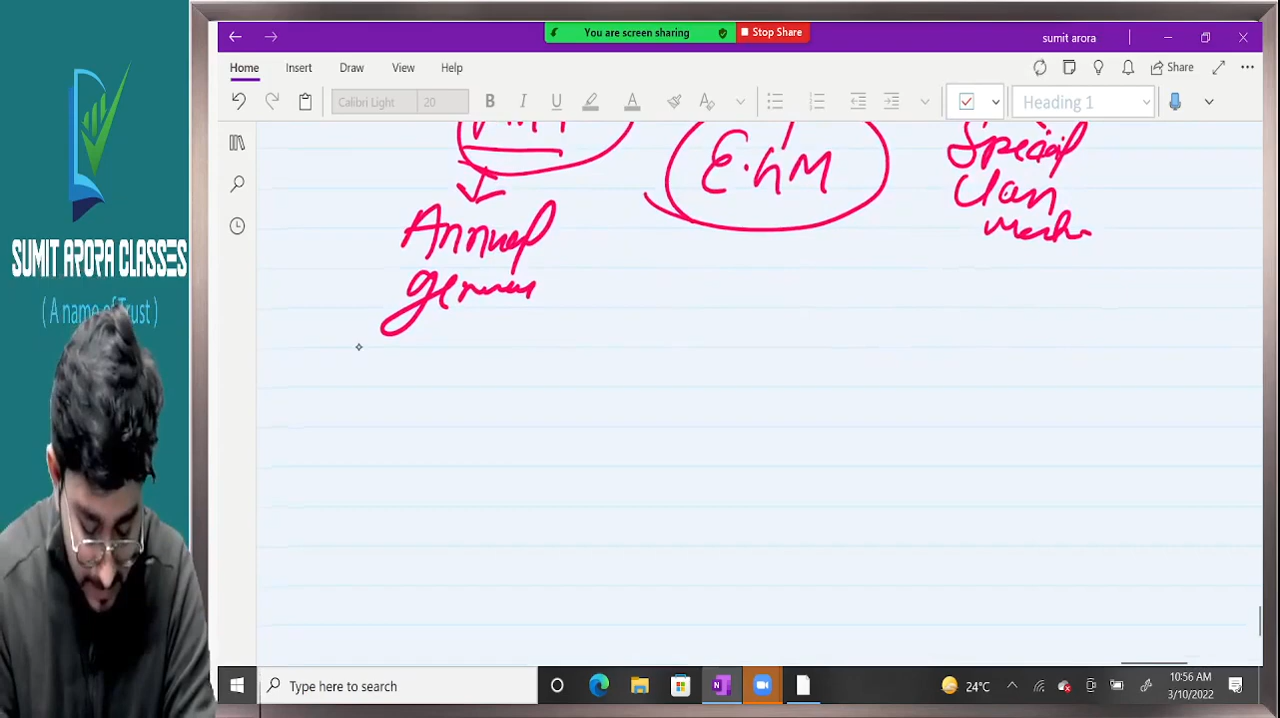 You are screen sharing
Stop Share
sumit arora
Home Insert Draw View Help
Share
Calibri Light 20 B I U A Heading 1
E.G.M
Special
Class
Annual
SUMIT ARORA CLASSES
( A name of Trust )
Type here to search
24°C
10:56 AM
3/10/2022